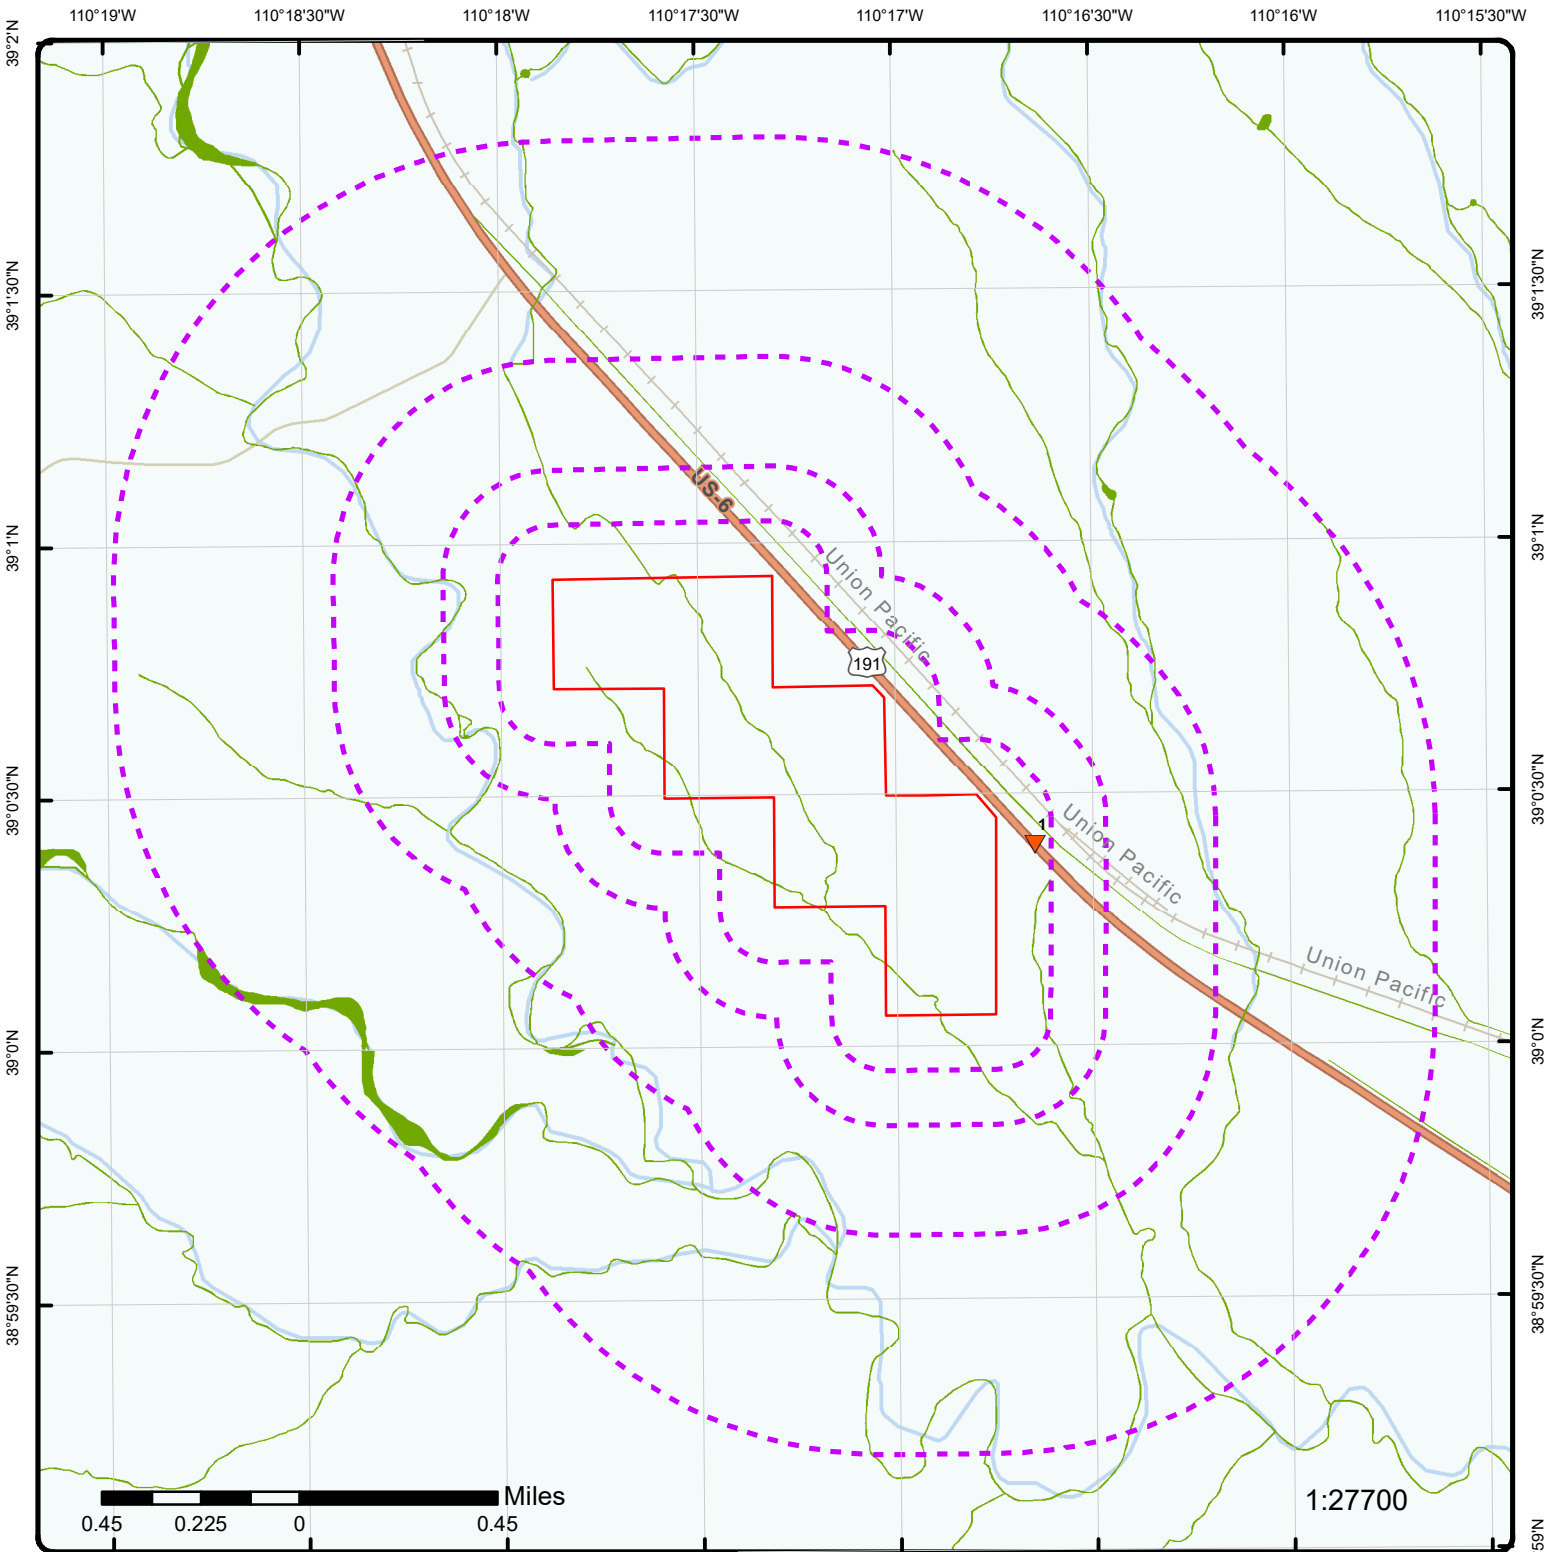 110°19'W 110°18'30"W 110°18'W 110°17'30"W 110°17'W 110°16'30"W 110°16'W 110°15'30"W
39°2'N
39°1'30"N 39°1'30"N
US-6
39°1'N 39°1'N
Union Pacific
191
39°0'30"N 39°0'30"N
1
Union Pacific
Union Pacific
39°0'N 39°0'N
38°59'30"N 38°59'30"N
Miles
1:27700
0.45 0.225 0 0.45
59'N